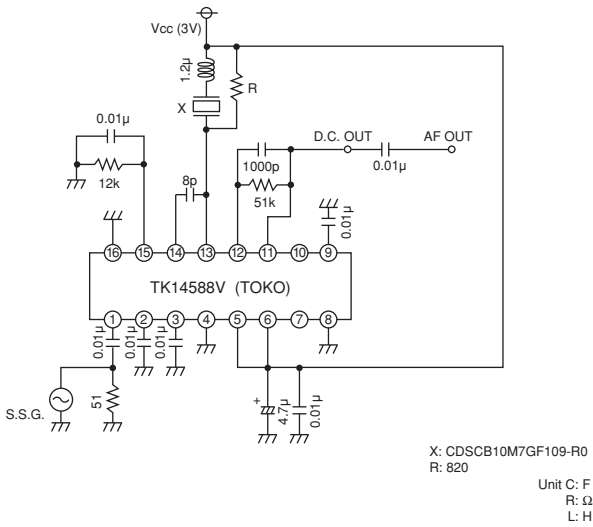 Vcc (3V)
1.2µ
R
X
0.01µ
12k
8p
1000p
51k
D.C. OUT
AF OUT
0.01µ
0.01µ
16 15 14 13 12 11 10 9
TK14588V (TOKO)
1 2 3 4 5 6 7 8
0.01µ
0.01µ
0.01µ
S.S.G.
51
+
4.7µ
0.01µ
X: CDSCB10M7GF109-R0
R: 820
Unit C: F
R: Ω
L: H